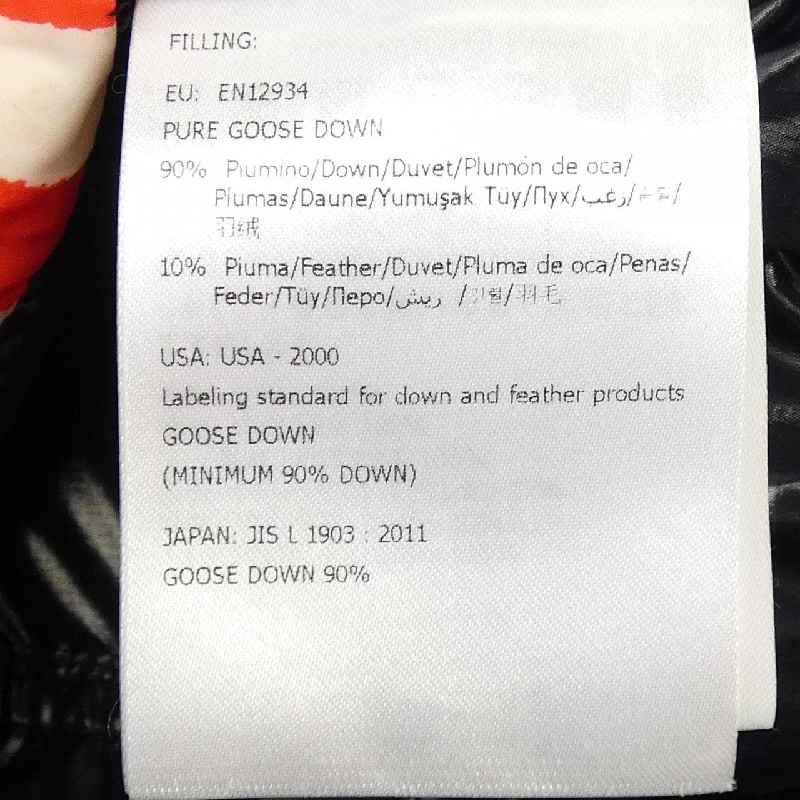 FILLING:
EU: EN12934
PURE GOOSE DOWN
90% Piumino/Down/Duvet/Plumón de oca/
Plumas/Daune/Yumuşak Tüy/Пух/زغب/
羽绒
10% Piuma/Feather/Duvet/Pluma de oca/Penas/
Feder/Tüy/Перо/ريش /깃털/羽毛
USA: USA - 2000
Labeling standard for down and feather products
GOOSE DOWN
(MINIMUM 90% DOWN)
JAPAN: JIS L 1903 : 2011
GOOSE DOWN 90%